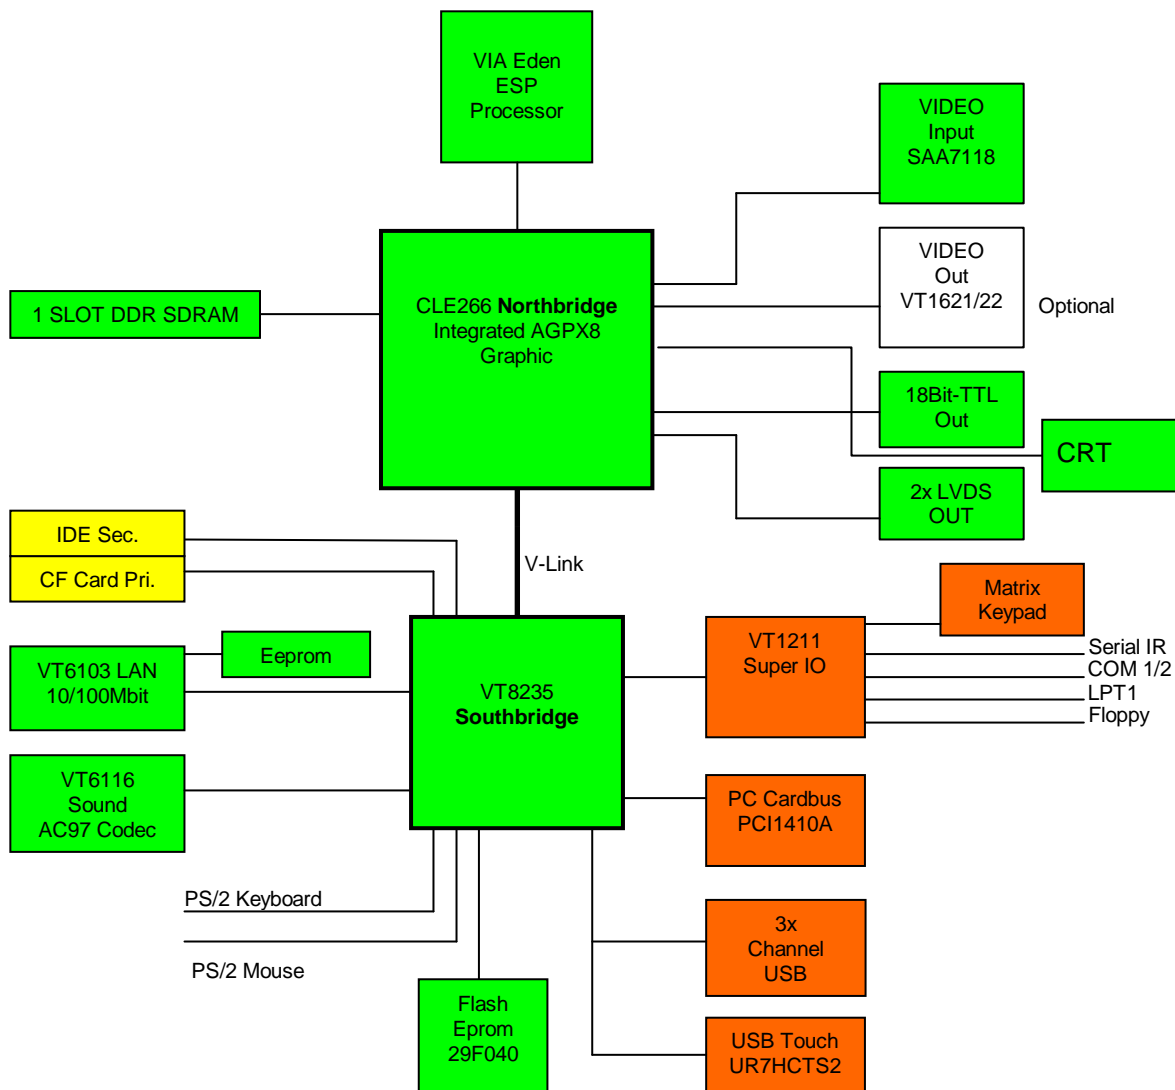 VIA Eden
ESP
Processor
VIDEO
Input
SAA7118
VIDEO
Out
VT1621/22
Optional
1 SLOT DDR SDRAM
CLE266 Northbridge
Integrated AGPX8
Graphic
18Bit-TTL
Out
CRT
2x LVDS
OUT
IDE Sec.
CF Card Pri.
V-Link
Matrix
Keypad
VT6103 LAN
10/100Mbit
Eeprom
VT8235
Southbridge
VT1211
Super IO
Serial IR
COM 1/2
LPT1
Floppy
VT6116
Sound
AC97 Codec
PC Cardbus
PCI1410A
PS/2 Keyboard
PS/2 Mouse
3x
Channel
USB
Flash
Eprom
29F040
USB Touch
UR7HCTS2